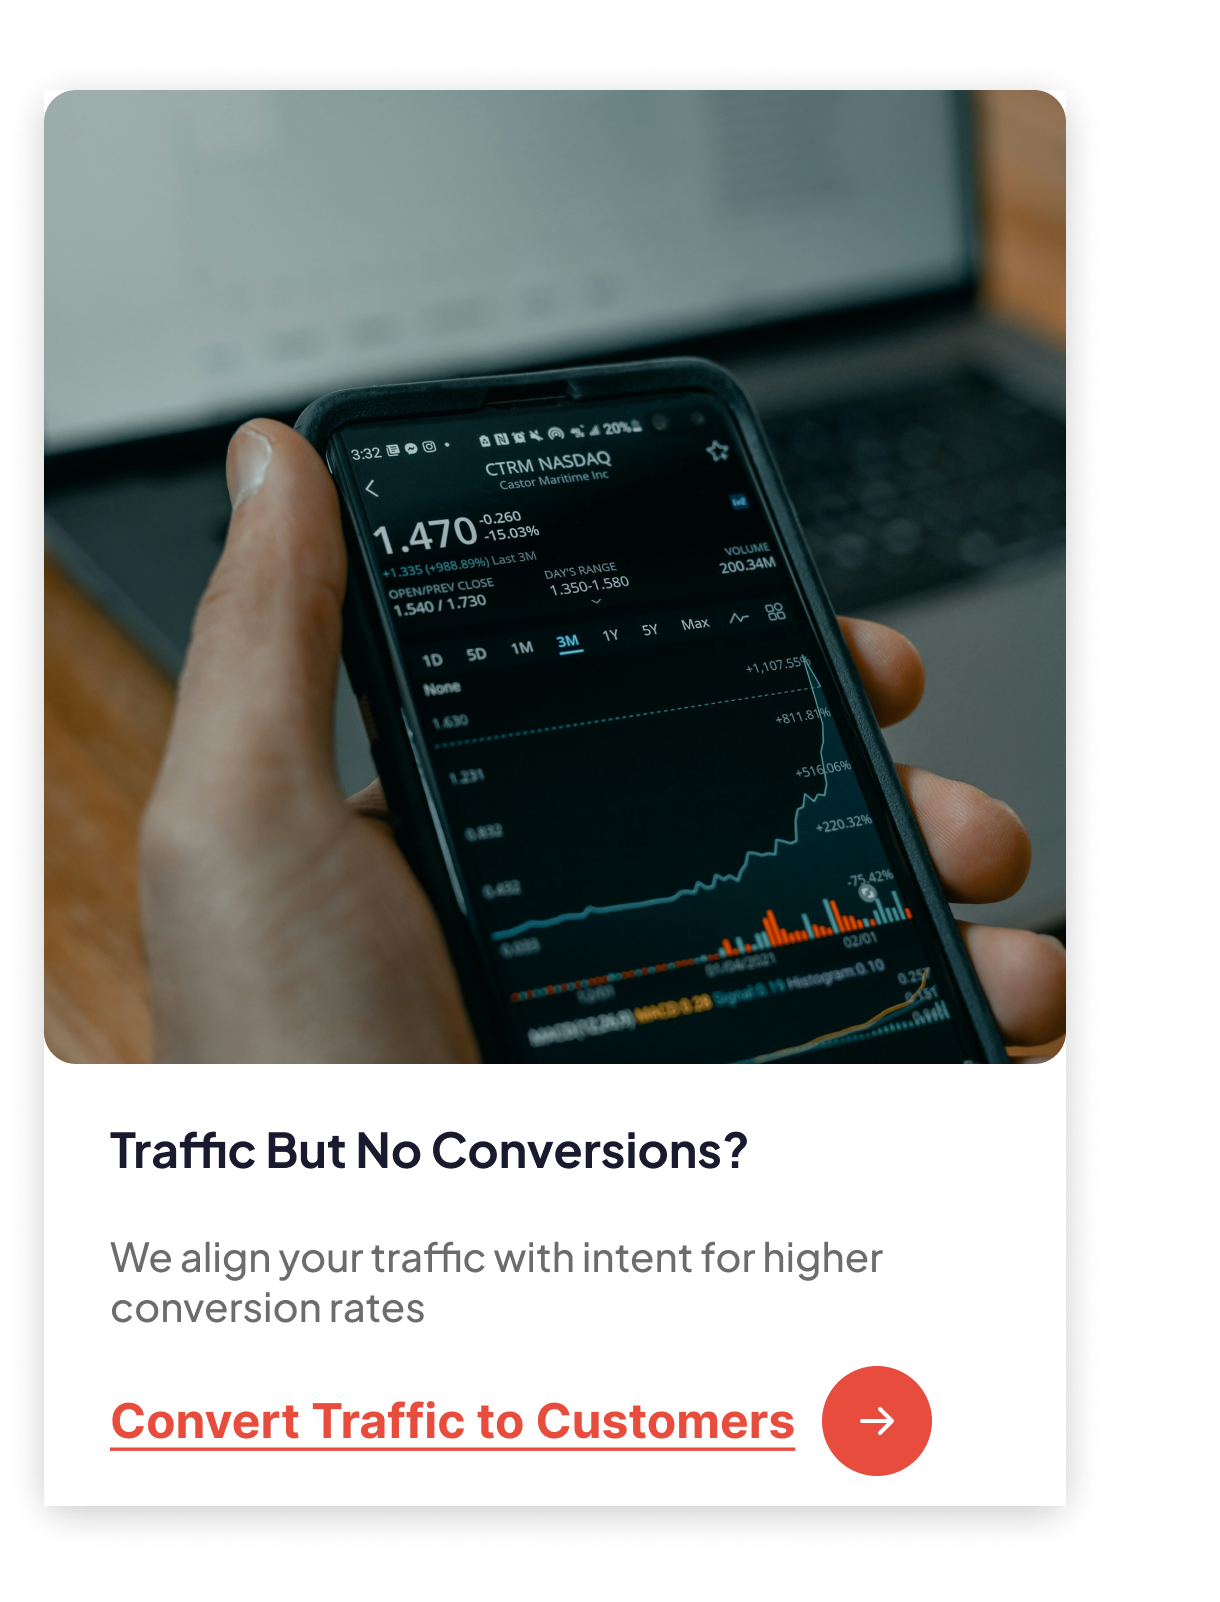 3:32
20%
CTRM NASDAQ
Castor Maritime Inc
1.470 -0.260
-15.03%
+1.335 (+988.89%) Last 3M
OPEN/PREV CLOSE DAY'S RANGE VOLUME
1.540 / 1.730 1.350-1.580 200.34M
1D 5D 1M 3M 1Y 5Y Max
None
+1,107.55%
1.630
+811.81%
1.231
+516.06%
0.832
+220.32%
0.432
-75.42%
02/01
01/04/2021
MACD(12,26,9) MACD:0.28 Signal:0.19 Histogram:0.10
0.257
0.151
Traffic But No Conversions?
We align your traffic with intent for higher
conversion rates
Convert Traffic to Customers